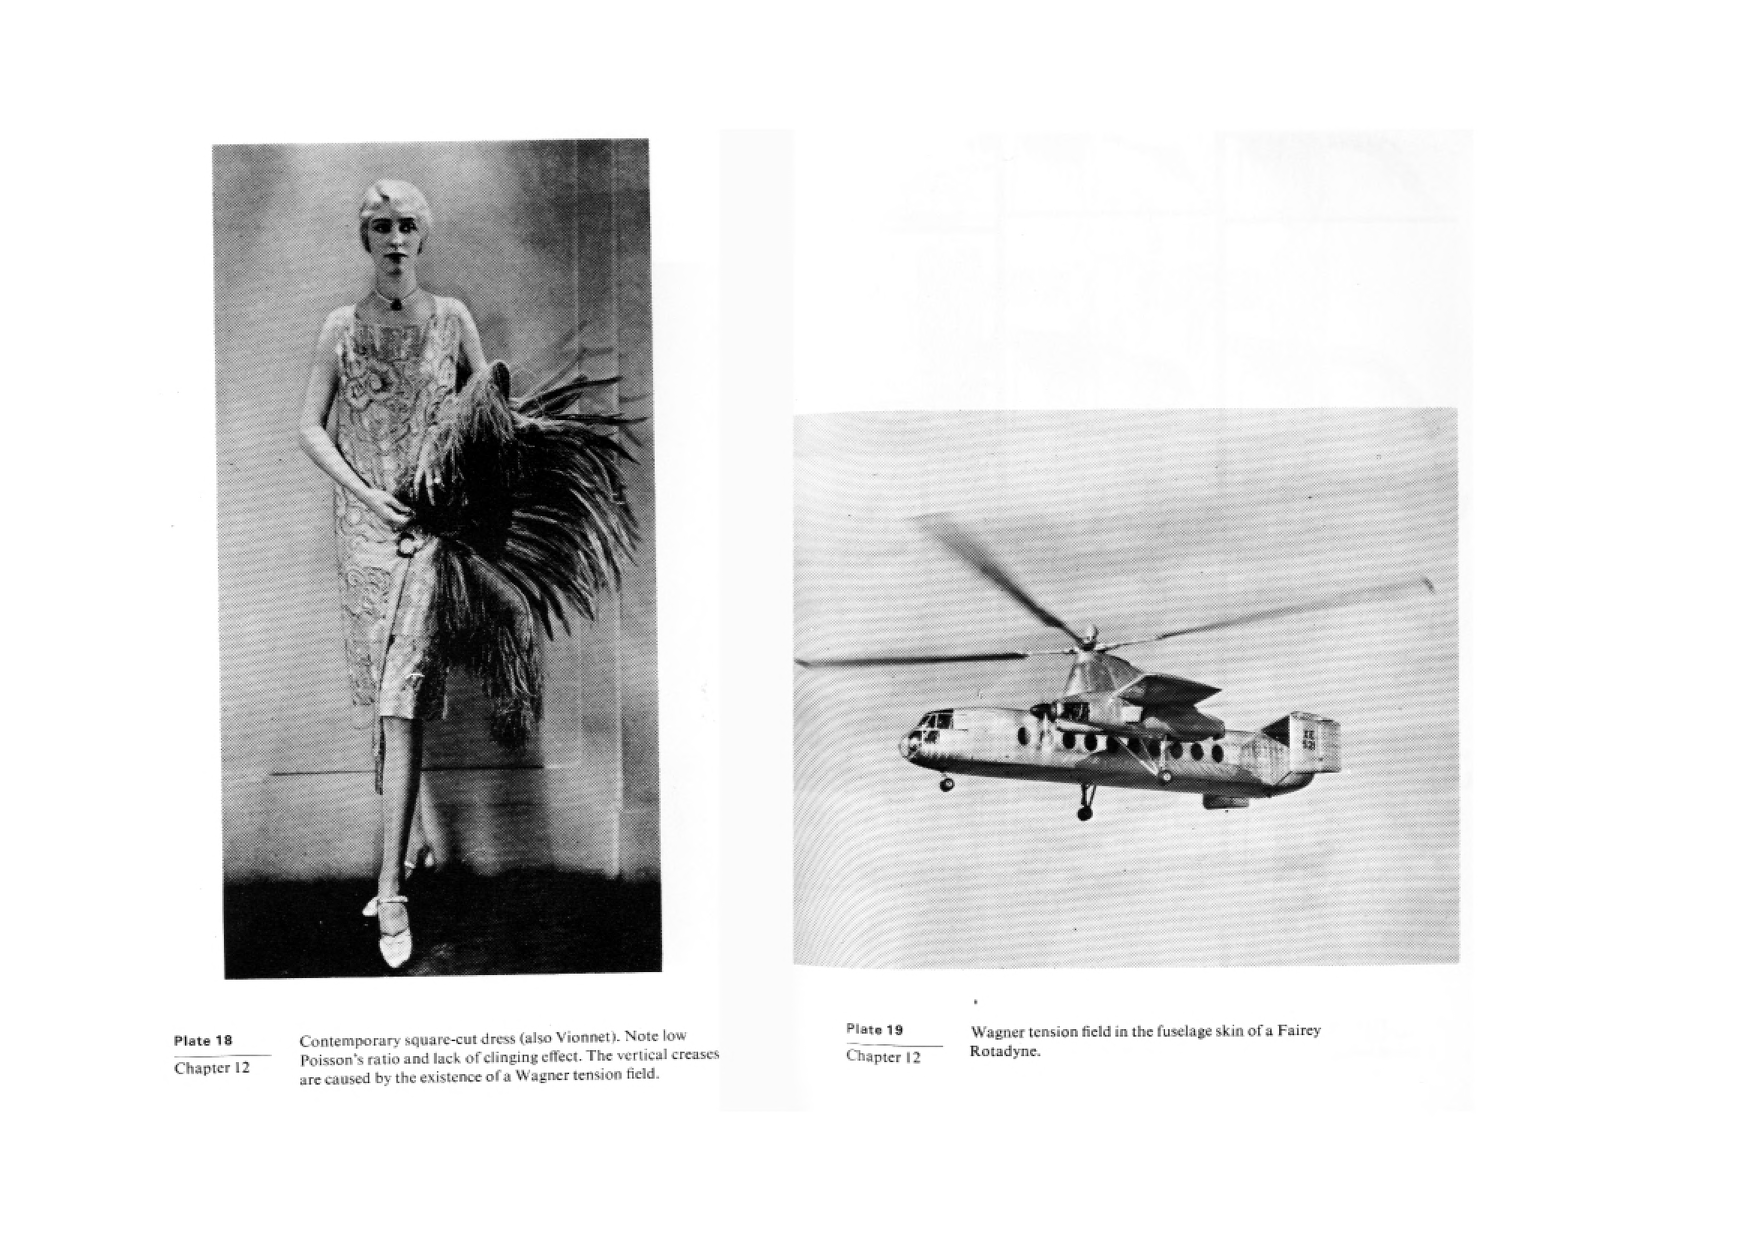 Plate 18
Chapter 12
Contemporary square-cut dress (also Vionnet). Note low
Poisson's ratio and lack of clinging effect. The vertical creases
are caused by the existence of a Wagner tension field.
XE
521
Plate 19
Chapter 12
Wagner tension field in the fuselage skin of a Fairey
Rotadyne.